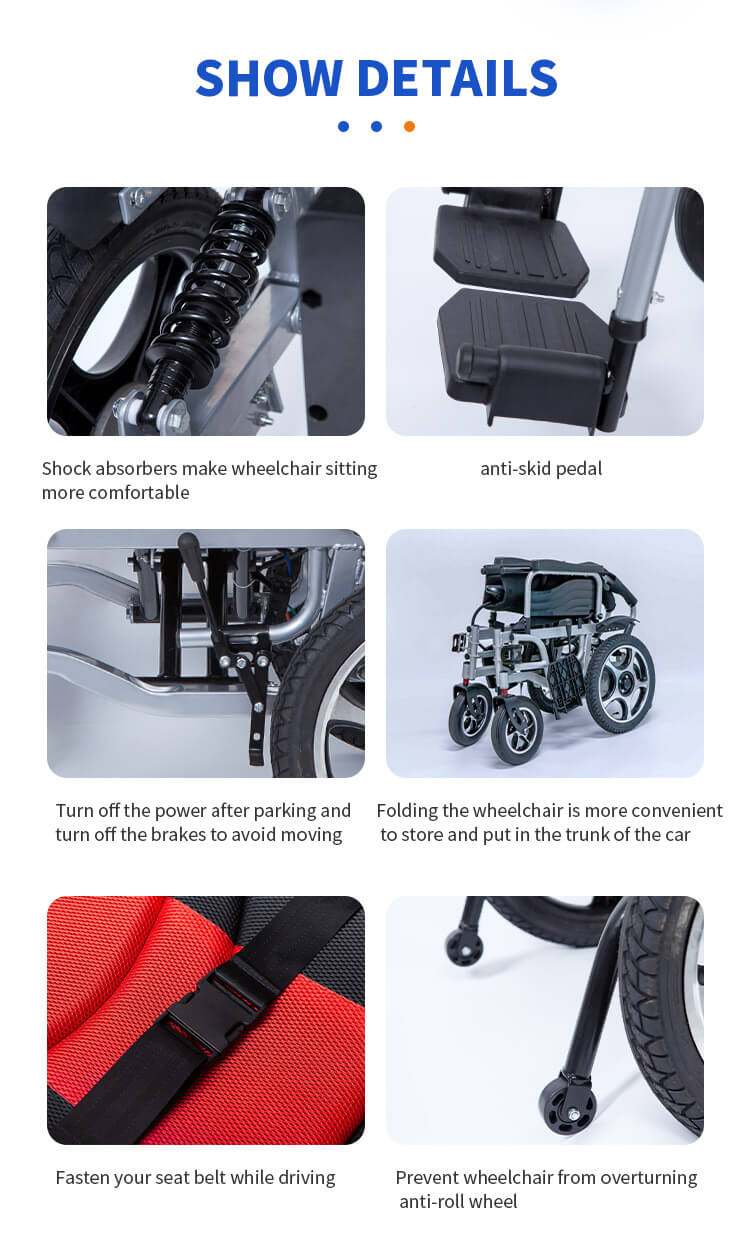 SHOW DETAILS
Shock absorbers make wheelchair sitting
more comfortable
anti-skid pedal
Turn off the power after parking and
turn off the brakes to avoid moving
Folding the wheelchair is more convenient
to store and put in the trunk of the car
Fasten your seat belt while driving
Prevent wheelchair from overturning
anti-roll wheel